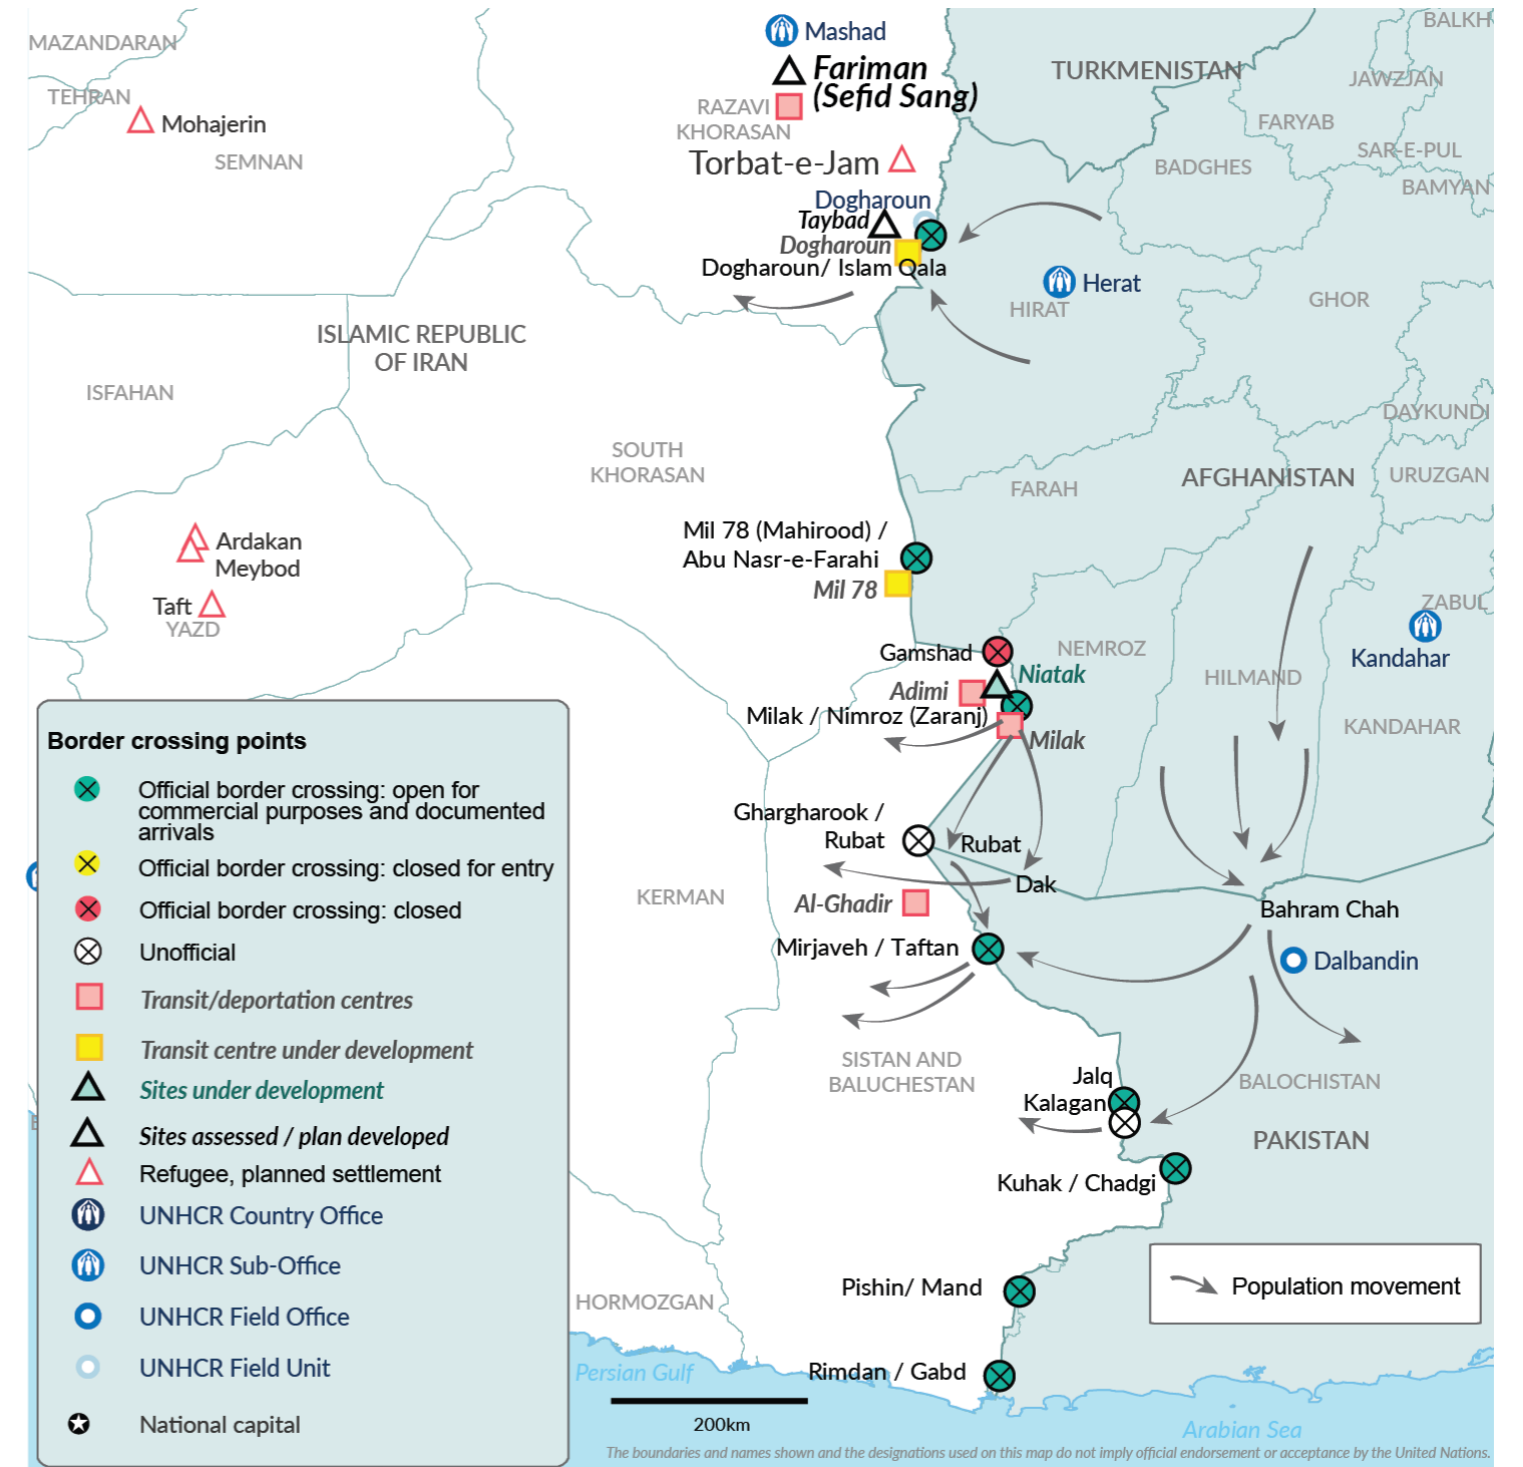 MAZANDARAN
TEHRAN
Mohajerin
SEMNAN
Mashad
Fariman
(Sefid Sang)
RAZAVI
KHORASAN
Torbat-e-Jam
Dogharoun
Taybad
Dogharoun
Dogharoun/ Islam Qala
TURKMENISTAN
BALKH
JAWZJAN
FARYAB
SAR-E-PUL
BADGHES
BAMYAN
Herat
HIRAT
GHOR
ISLAMIC REPUBLIC
OF IRAN
ISFAHAN
DAYKUNDI
SOUTH
KHORASAN
FARAH
AFGHANISTAN
URUZGAN
Mil 78 (Mahirood) /
Abu Nasr-e-Farahi
Mil 78
Ardakan
Meybod
Taft
YAZD
ZABUL
Kandahar
Gamshad
NEMROZ
Niatak
Adimi
HILMAND
Milak / Nimroz (Zaranj)
Milak
KANDAHAR
Ghargharook /
Rubat
Rubat
Dak
KERMAN
Al-Ghadir
Bahram Chah
Mirjaveh / Taftan
Dalbandin
SISTAN AND
BALUCHESTAN
Jalq
Kalagan
BALOCHISTAN
PAKISTAN
Kuhak / Chadgi
Pishin/ Mand
HORMOZGAN
Rimdan / Gabd
Persian Gulf
Arabian Sea
Border crossing points
Official border crossing: open for
commercial purposes and documented
arrivals
Official border crossing: closed for entry
Official border crossing: closed
Unofficial
Transit/deportation centres
Transit centre under development
Sites under development
Sites assessed / plan developed
Refugee, planned settlement
UNHCR Country Office
UNHCR Sub-Office
UNHCR Field Office
UNHCR Field Unit
National capital
Population movement
200km
The boundaries and names shown and the designations used on this map do not imply official endorsement or acceptance by the United Nations.